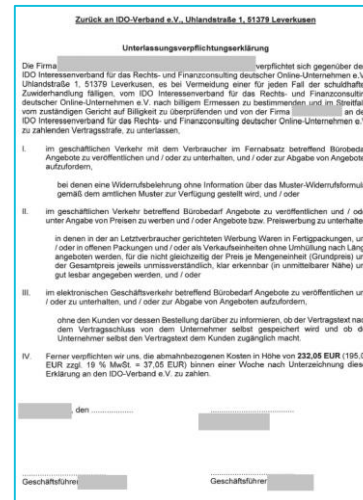 Zurück an IDO-Verband e.V., Uhlandstraße 1, 51379 Leverkusen
Unterlassungsverpflichtungserklärung
Die Firma verpflichtet sich gegenüber de
IDO Interessenverband für das Rechts- und Finanzconsulting deutscher Online-Unternehmen e.V
Uhlandstraße 1, 51379 Leverkusen, es bei Vermeidung einer für jeden Fall der schuldhafte
Zuwiderhandlung fälligen, vom IDO Interessenverband für das Rechts- und Finanzconsulting
deutscher Online-Unternehmen e.V. nach billigem Ermessen zu bestimmenden und im Streitfall
vom zuständigen Gericht auf Billigkeit zu überprüfenden und von der Firma an de
IDO Interessenverband für das Rechts- und Finanzconsulting deutscher Online-Unternehmen e.V
zu zahlenden Vertragsstrafe, zu unterlassen,
I. im geschäftlichen Verkehr mit dem Verbraucher im Fernabsatz betreffend Bürobeda
Angebote zu veröffentlichen und / oder zu unterhalten, und / oder zur Abgabe von Angebote
aufzufordern,
bei denen eine Widerrufsbelehrung ohne Information über das Muster-Widerrufsformula
gemäß dem amtlichen Muster zur Verfügung gestellt wird, und / oder
II. im geschäftlichen Verkehr betreffend Bürobedarf Angebote zu veröffentlichen und / ode
unter Angabe von Preisen zu werben und / oder Angebote bzw. Preiswerbung zu unterhalte
in denen in der an Letztverbraucher gerichteten Werbung Waren in Fertigpackungen, un
/ oder in offenen Packungen und / oder als Verkaufseinheiten ohne Umhüllung nach Läng
angeboten werden, für die nicht gleichzeitig der Preis je Mengeneinheit (Grundpreis) un
der Gesamtpreis jeweils unmissverständlich, klar erkennbar (in unmittelbarer Nähe) un
gut lesbar angegeben werden, und / oder
III. im elektronischen Geschäftsverkehr betreffend Bürobedarf Angebote zu veröffentlichen un
/ oder zu unterhalten, und / oder zur Abgabe von Angeboten aufzufordern,
ohne den Kunden vor dessen Bestellung darüber zu informieren, ob der Vertragstext nac
dem Vertragsschluss von dem Unternehmer selbst gespeichert wird und ob de
Unternehmer selbst den Vertragstext dem Kunden zugänglich macht.
IV. Ferner verpflichten wir uns, die abmahnbezogenen Kosten in Höhe von 232,05 EUR (195,0
EUR zzgl. 19 % MwSt. = 37,05 EUR) binnen einer Woche nach Unterzeichnung diese
Erklärung an den IDO-Verband e.V. zu zahlen.
, den ..............
Geschäftsführer Geschäftsführer